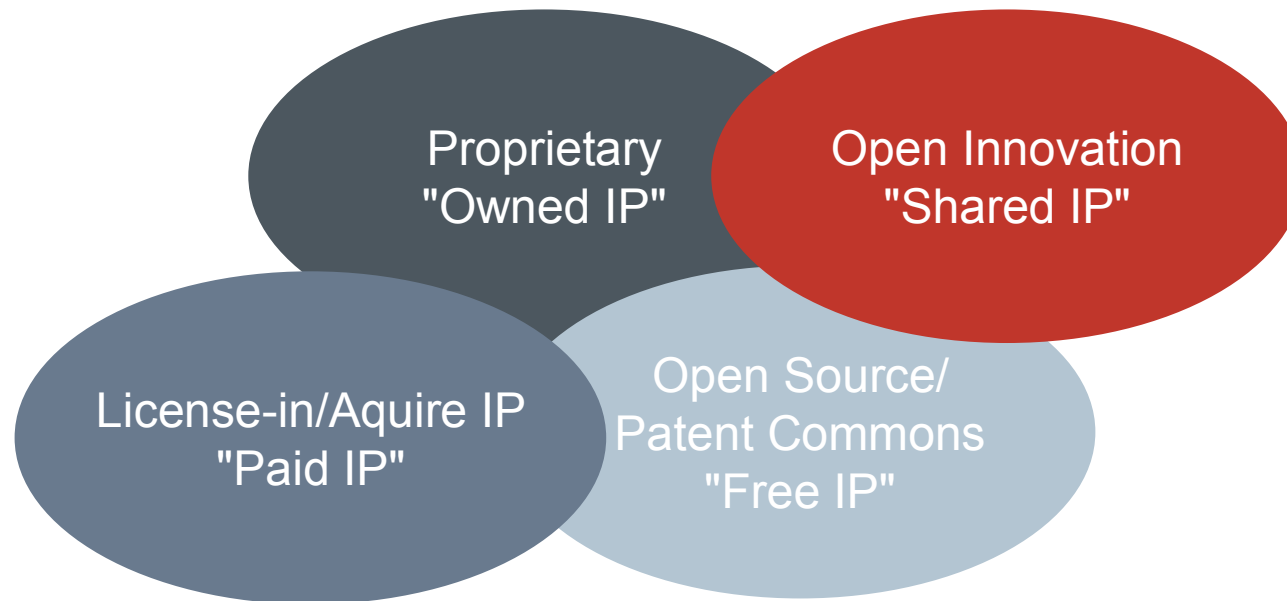 Proprietary
"Owned IP"
Open Innovation
"Shared IP"
License-in/Aquire IP
"Paid IP"
Open Source/
Patent Commons
"Free IP"